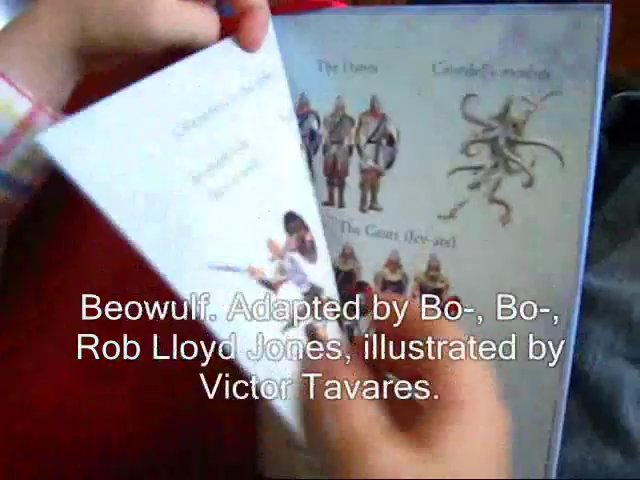 The Danes
Grendel's mother
The Geats (Jee-ats)
Beowulf. Adapted by Bo-, Bo-,
Rob Lloyd Jones, illustrated by
Victor Tavares.